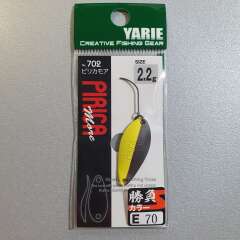 YARIE
CREATIVE FISHING GEAR
No. 702
ピリカモア
SIZE
2.2g
PIRICA
More
勝負
カラー
E 70